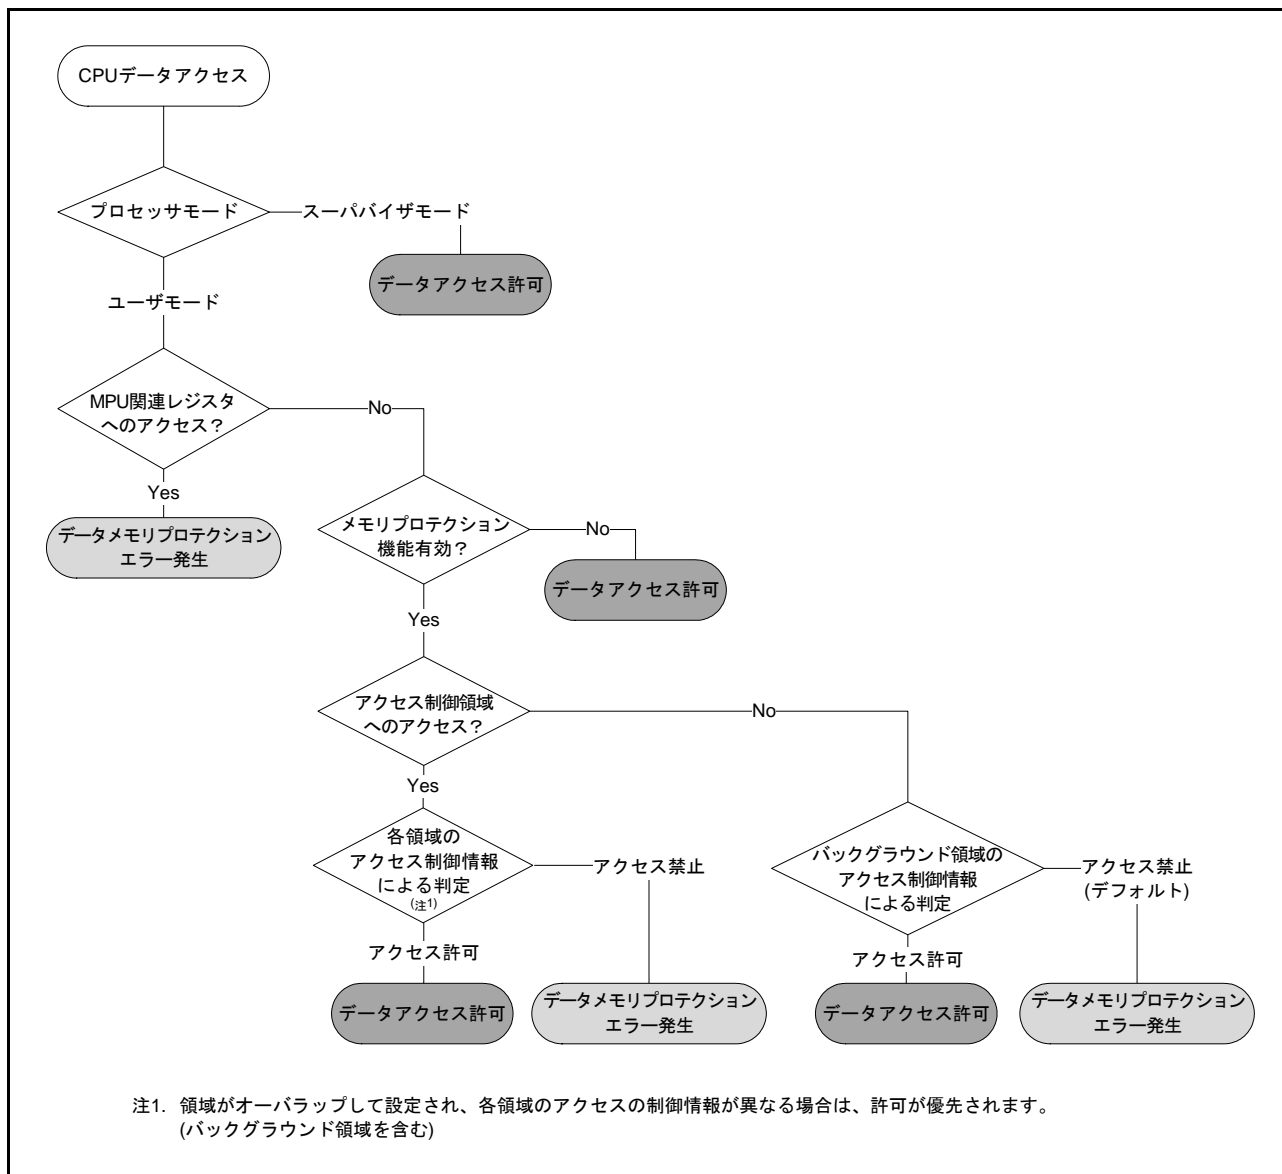 CPUデータアクセス
プロセッサモード
スーパバイザモード
データアクセス許可
ユーザモード
MPU関連レジスタ
へのアクセス？
No
Yes
データメモリプロテクション
エラー発生
メモリプロテクション
機能有効？
No
データアクセス許可
Yes
アクセス制御領域
へのアクセス？
No
Yes
各領域の
アクセス制御情報
による判定
(注1)
アクセス禁止
バックグラウンド領域の
アクセス制御情報
による判定
アクセス禁止
(デフォルト)
アクセス許可
アクセス許可
データアクセス許可
データメモリプロテクション
エラー発生
データアクセス許可
データメモリプロテクション
エラー発生
注1. 領域がオーバラップして設定され、各領域のアクセスの制御情報が異なる場合は、許可が優先されます。
(バックグラウンド領域を含む)